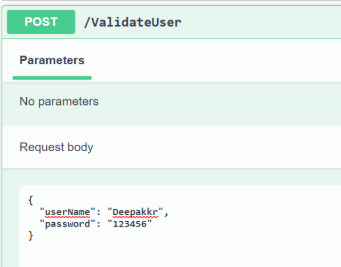 POST /ValidateUser
Parameters
No parameters
Request body
{
"userName": "Deepakkr",
"password": "123456"
}